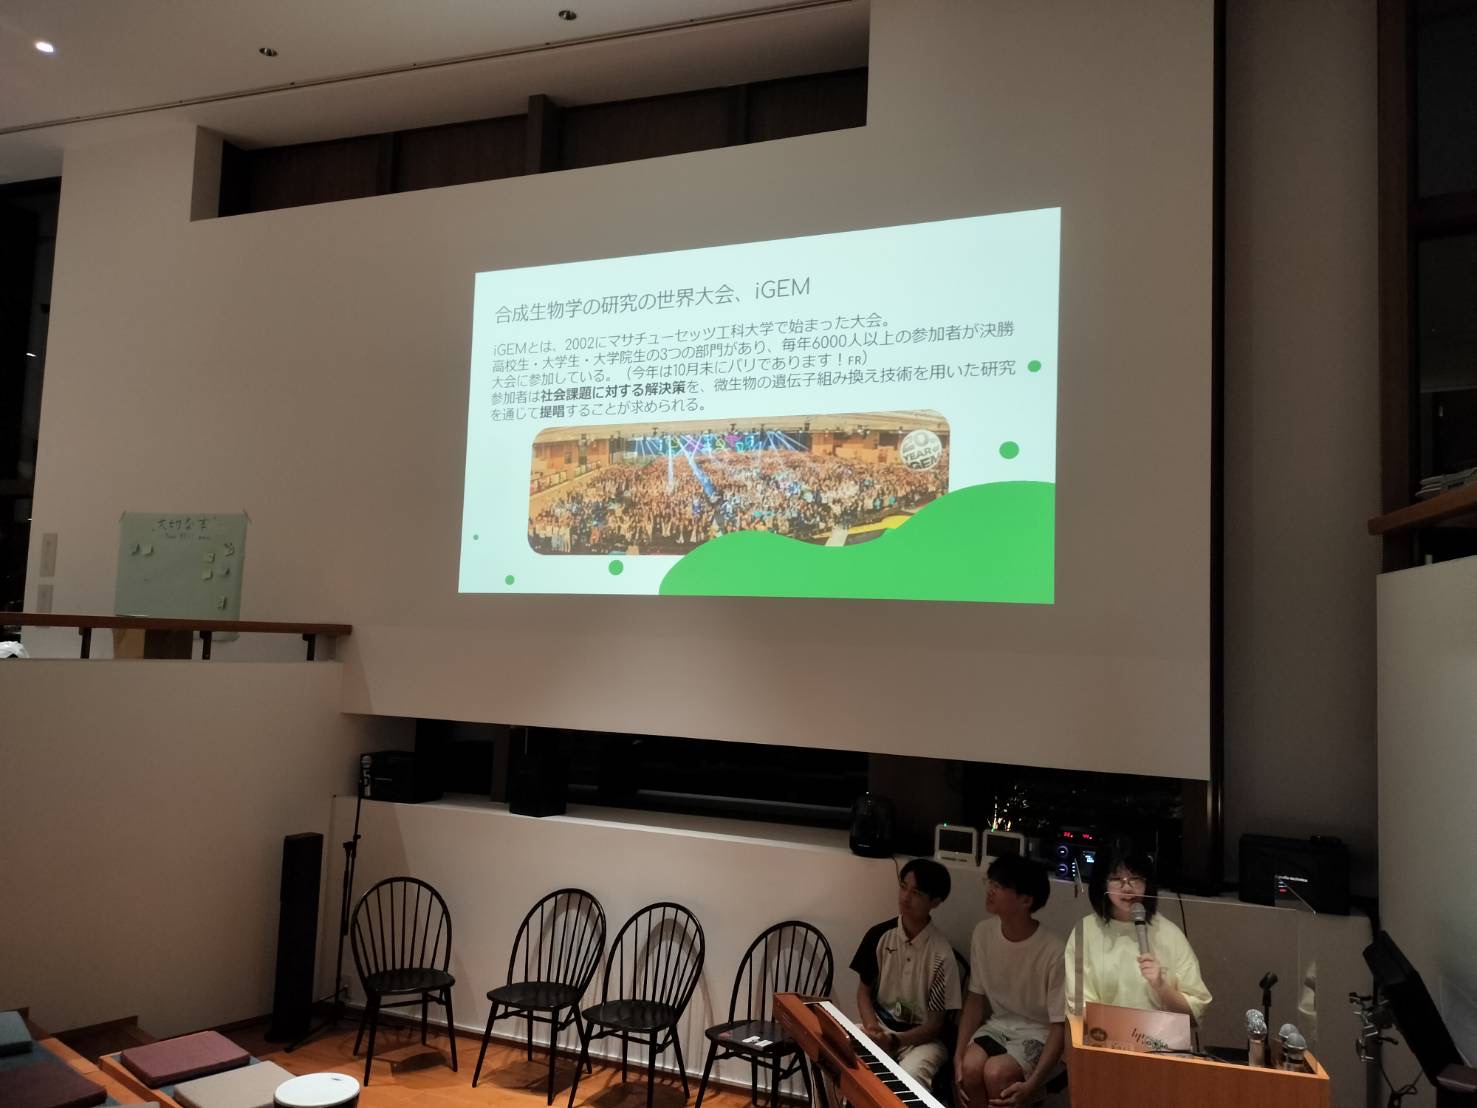 合成生物学の研究の世界大会、iGEM
iGEMとは、2002にマサチューセッツ工科大学で始まった大会。
高校生・大学生・大学院生の3つの部門があり、毎年6000人以上の参加者が決勝
大会に参加している。（今年は10月末にパリであります！FR）
参加者は社会課題に対する解決策を、微生物の遺伝子組み換え技術を用いた研究
を通じて提唱することが求められる。
YEAR
大切な本